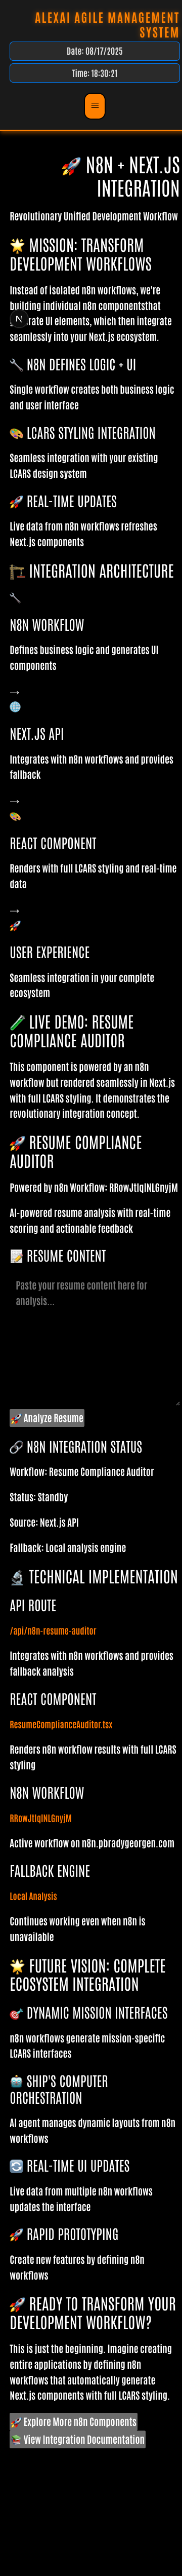 ALEXAI AGILE MANAGEMENT
SYSTEM
Date: 08/17/2025
Time: 18:30:21
🚀 N8N + NEXT.JS
INTEGRATION
Revolutionary Unified Development Workflow
🌟 MISSION: TRANSFORM
DEVELOPMENT WORKFLOWS
Instead of isolated n8n workflows, we're
building individual n8n components that
UI elements, which then integrate
seamlessly into your Next.js ecosystem.
N
🔧 N8N DEFINES LOGIC + UI
Single workflow creates both business logic
and user interface
🎨 LCARS STYLING INTEGRATION
Seamless integration with your existing
LCARS design system
🚀 REAL-TIME UPDATES
Live data from n8n workflows refreshes
Next.js components
🏗️ INTEGRATION ARCHITECTURE
🔧
N8N WORKFLOW
Defines business logic and generates UI
components
→
🌐
NEXT.JS API
Integrates with n8n workflows and provides
fallback
→
🎨
REACT COMPONENT
Renders with full LCARS styling and real-time
data
→
🚀
USER EXPERIENCE
Seamless integration in your complete
ecosystem
🧪 LIVE DEMO: RESUME
COMPLIANCE AUDITOR
This component is powered by an n8n
workflow but rendered seamlessly in Next.js
with full LCARS styling. It demonstrates the
revolutionary integration concept.
🚀 RESUME COMPLIANCE
AUDITOR
Powered by n8n Workflow: RRowJtIqlNLGnyjM
AI-powered resume analysis with real-time
scoring and actionable feedback
📝 RESUME CONTENT
Paste your resume content here for
analysis...
🚀 Analyze Resume
🔗 N8N INTEGRATION STATUS
Workflow: Resume Compliance Auditor
Status: Standby
Source: Next.js API
Fallback: Local analysis engine
🔬 TECHNICAL IMPLEMENTATION
API ROUTE
/api/n8n-resume-auditor
Integrates with n8n workflows and provides
fallback analysis
REACT COMPONENT
ResumeComplianceAuditor.tsx
Renders n8n workflow results with full LCARS
styling
N8N WORKFLOW
RRowJtIqlNLGnyjM
Active workflow on n8n.pbradygeorgen.com
FALLBACK ENGINE
Local Analysis
Continues working even when n8n is
unavailable
🌟 FUTURE VISION: COMPLETE
ECOSYSTEM INTEGRATION
🎯 DYNAMIC MISSION INTERFACES
n8n workflows generate mission-specific
LCARS interfaces
🤖 SHIP'S COMPUTER
ORCHESTRATION
AI agent manages dynamic layouts from n8n
workflows
🔄 REAL-TIME UI UPDATES
Live data from multiple n8n workflows
updates the interface
🚀 RAPID PROTOTYPING
Create new features by defining n8n
workflows
🚀 READY TO TRANSFORM YOUR
DEVELOPMENT WORKFLOW?
This is just the beginning. Imagine creating
entire applications by defining n8n
workflows that automatically generate
Next.js components with full LCARS styling.
🚀 Explore More n8n Components
📚 View Integration Documentation